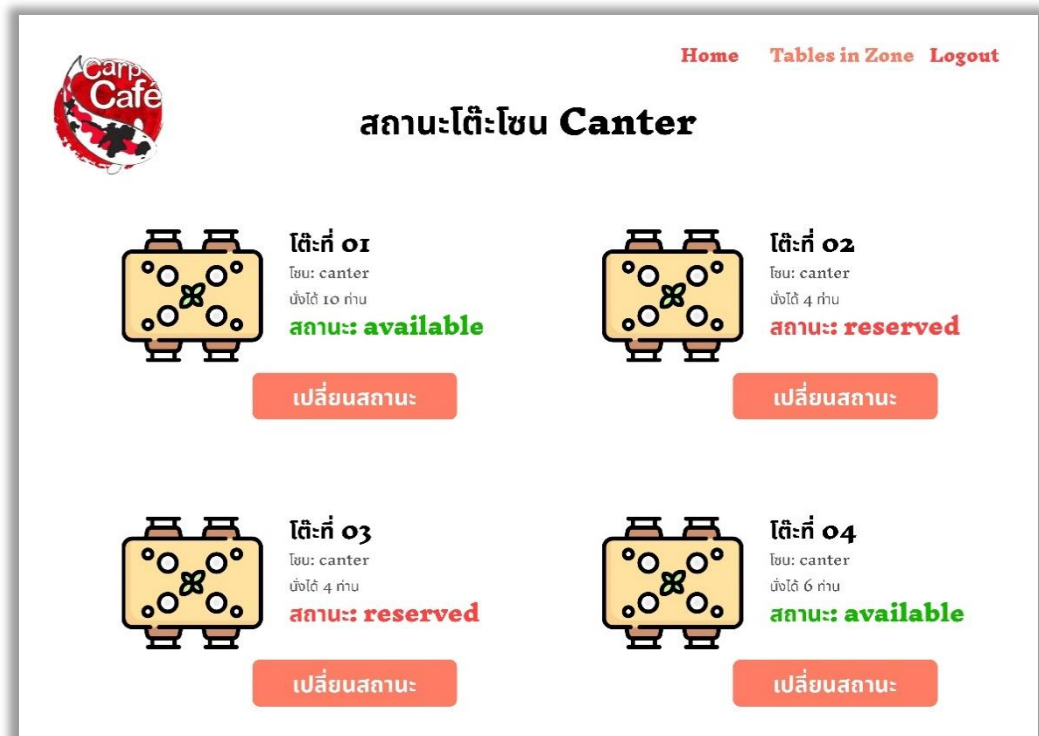 Carp
Café
Home Tables in Zone Logout
สถานะโต๊ะโซน Canter
โต๊ะที่ 01
โซน: canter
นั่งได้ 10 ท่าน
สถานะ: available
เปลี่ยนสถานะ
โต๊ะที่ 02
โซน: canter
นั่งได้ 4 ท่าน
สถานะ: reserved
เปลี่ยนสถานะ
โต๊ะที่ 03
โซน: canter
นั่งได้ 4 ท่าน
สถานะ: reserved
เปลี่ยนสถานะ
โต๊ะที่ 04
โซน: canter
นั่งได้ 6 ท่าน
สถานะ: available
เปลี่ยนสถานะ